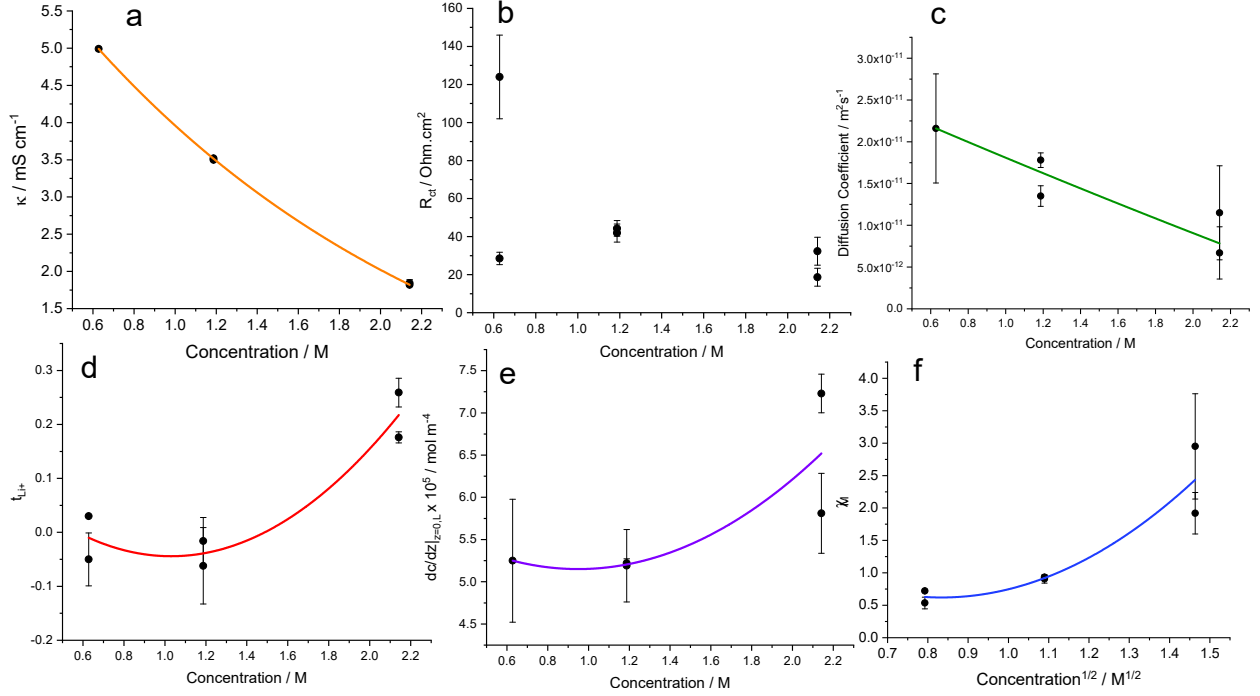 a
5.5
5.0
4.5
4.0
3.5
3.0
2.5
2.0
1.5
κ / mS cm⁻¹
0.6 0.8 1.0 1.2 1.4 1.6 1.8 2.0 2.2
Concentration / M
b
160
140
120
100
80
60
40
20
0
R_ct / Ohm.cm²
0.6 0.8 1.0 1.2 1.4 1.6 1.8 2.0 2.2
Concentration / M
c
3.0x10⁻¹¹
2.5x10⁻¹¹
2.0x10⁻¹¹
1.5x10⁻¹¹
1.0x10⁻¹¹
5.0x10⁻¹²
0.0
Diffusion Coefficient / m²s⁻¹
0.6 0.8 1.0 1.2 1.4 1.6 1.8 2.0 2.2
Concentration / M
d
0.3
0.2
0.1
0.0
-0.1
-0.2
t_Li+
0.6 0.8 1.0 1.2 1.4 1.6 1.8 2.0 2.2
Concentration / M
e
7.5
7.0
6.5
6.0
5.5
5.0
4.5
dc/dz|z=0,L x 10⁵ / mol m⁻⁴
0.6 0.8 1.0 1.2 1.4 1.6 1.8 2.0 2.2
Concentration / M
f
4.0
3.5
3.0
2.5
2.0
1.5
1.0
0.5
0.0
χ_M
0.7 0.8 0.9 1.0 1.1 1.2 1.3 1.4 1.5
Concentration¹ᐟ² / M¹ᐟ²